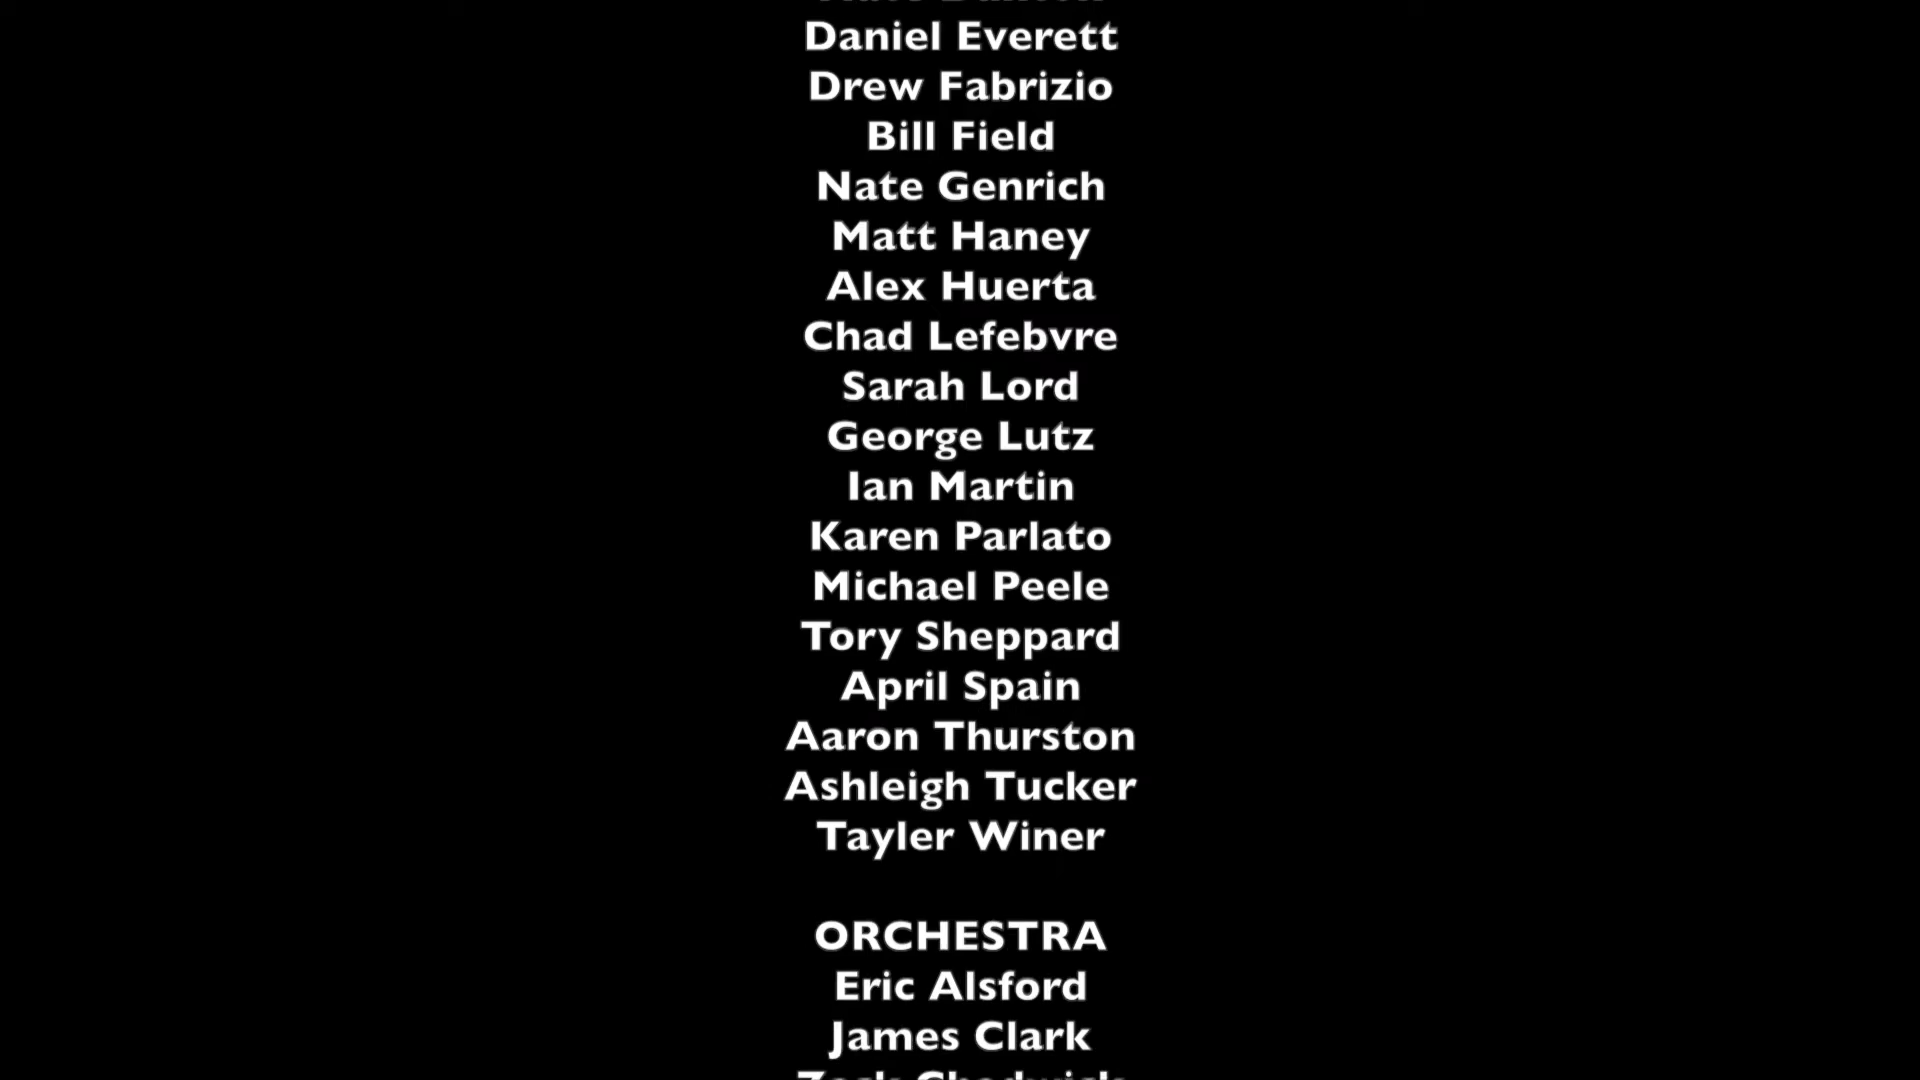 Daniel Everett
Drew Fabrizio
Bill Field
Nate Genrich
Matt Haney
Alex Huerta
Chad Lefebvre
Sarah Lord
George Lutz
Ian Martin
Karen Parlato
Michael Peele
Tory Sheppard
April Spain
Aaron Thurston
Ashleigh Tucker
Tayler Winer
ORCHESTRA
Eric Alsford
James Clark